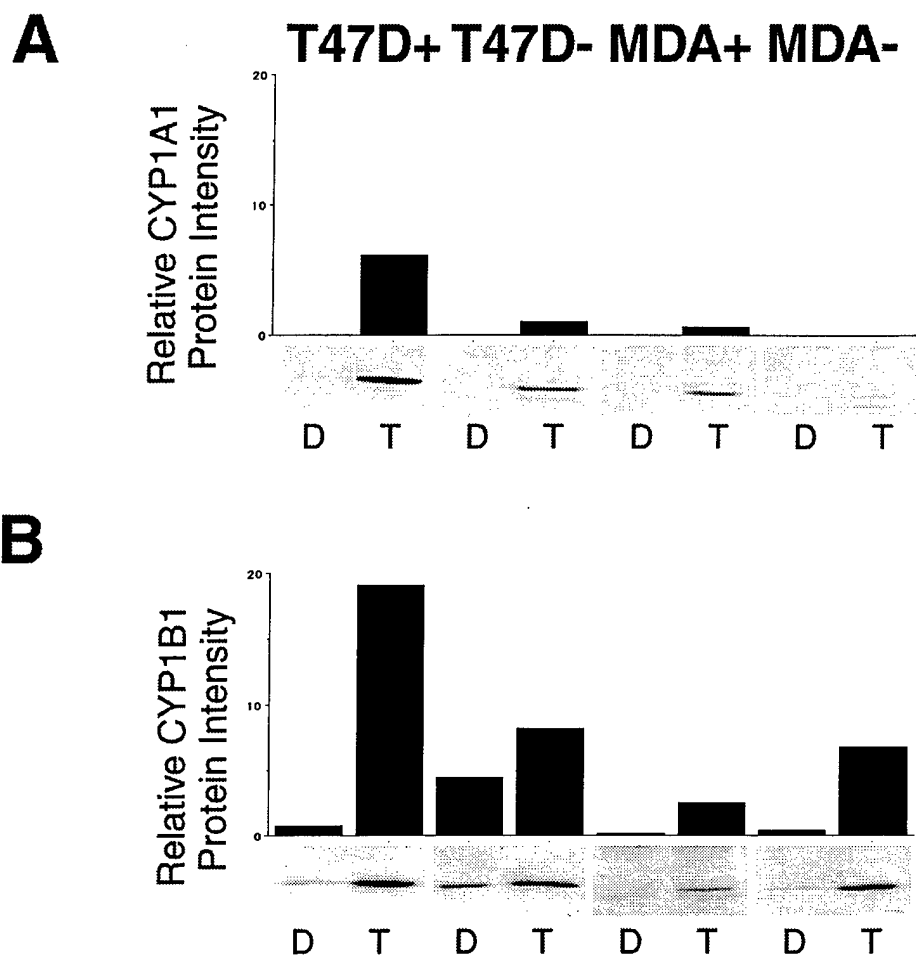 A
T47D+ T47D- MDA+ MDA-
20
10
0
Relative CYP1A1
Protein Intensity
D T D T D T D T
B
20
10
0
Relative CYP1B1
Protein Intensity
D T D T D T D T